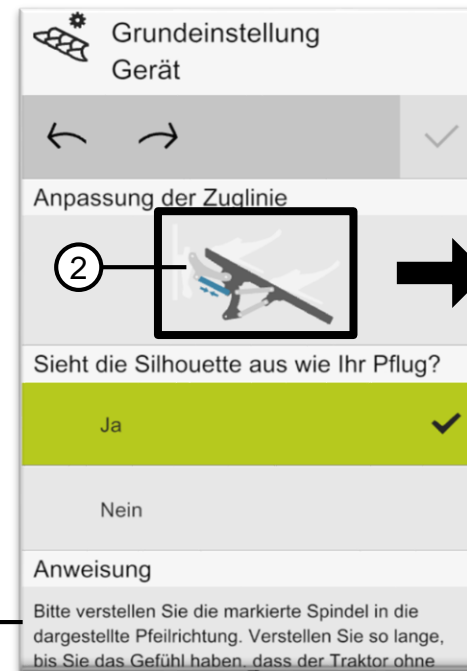 Grundeinstellung
Gerät
Anpassung der Zuglinie
2
Sieht die Silhouette aus wie Ihr Pflug?
Ja
Nein
Anweisung
Bitte verstellen Sie die markierte Spindel in die
dargestellte Pfeilrichtung. Verstellen Sie so lange,
bis Sie das Gefühl haben, dass der Traktor ohne